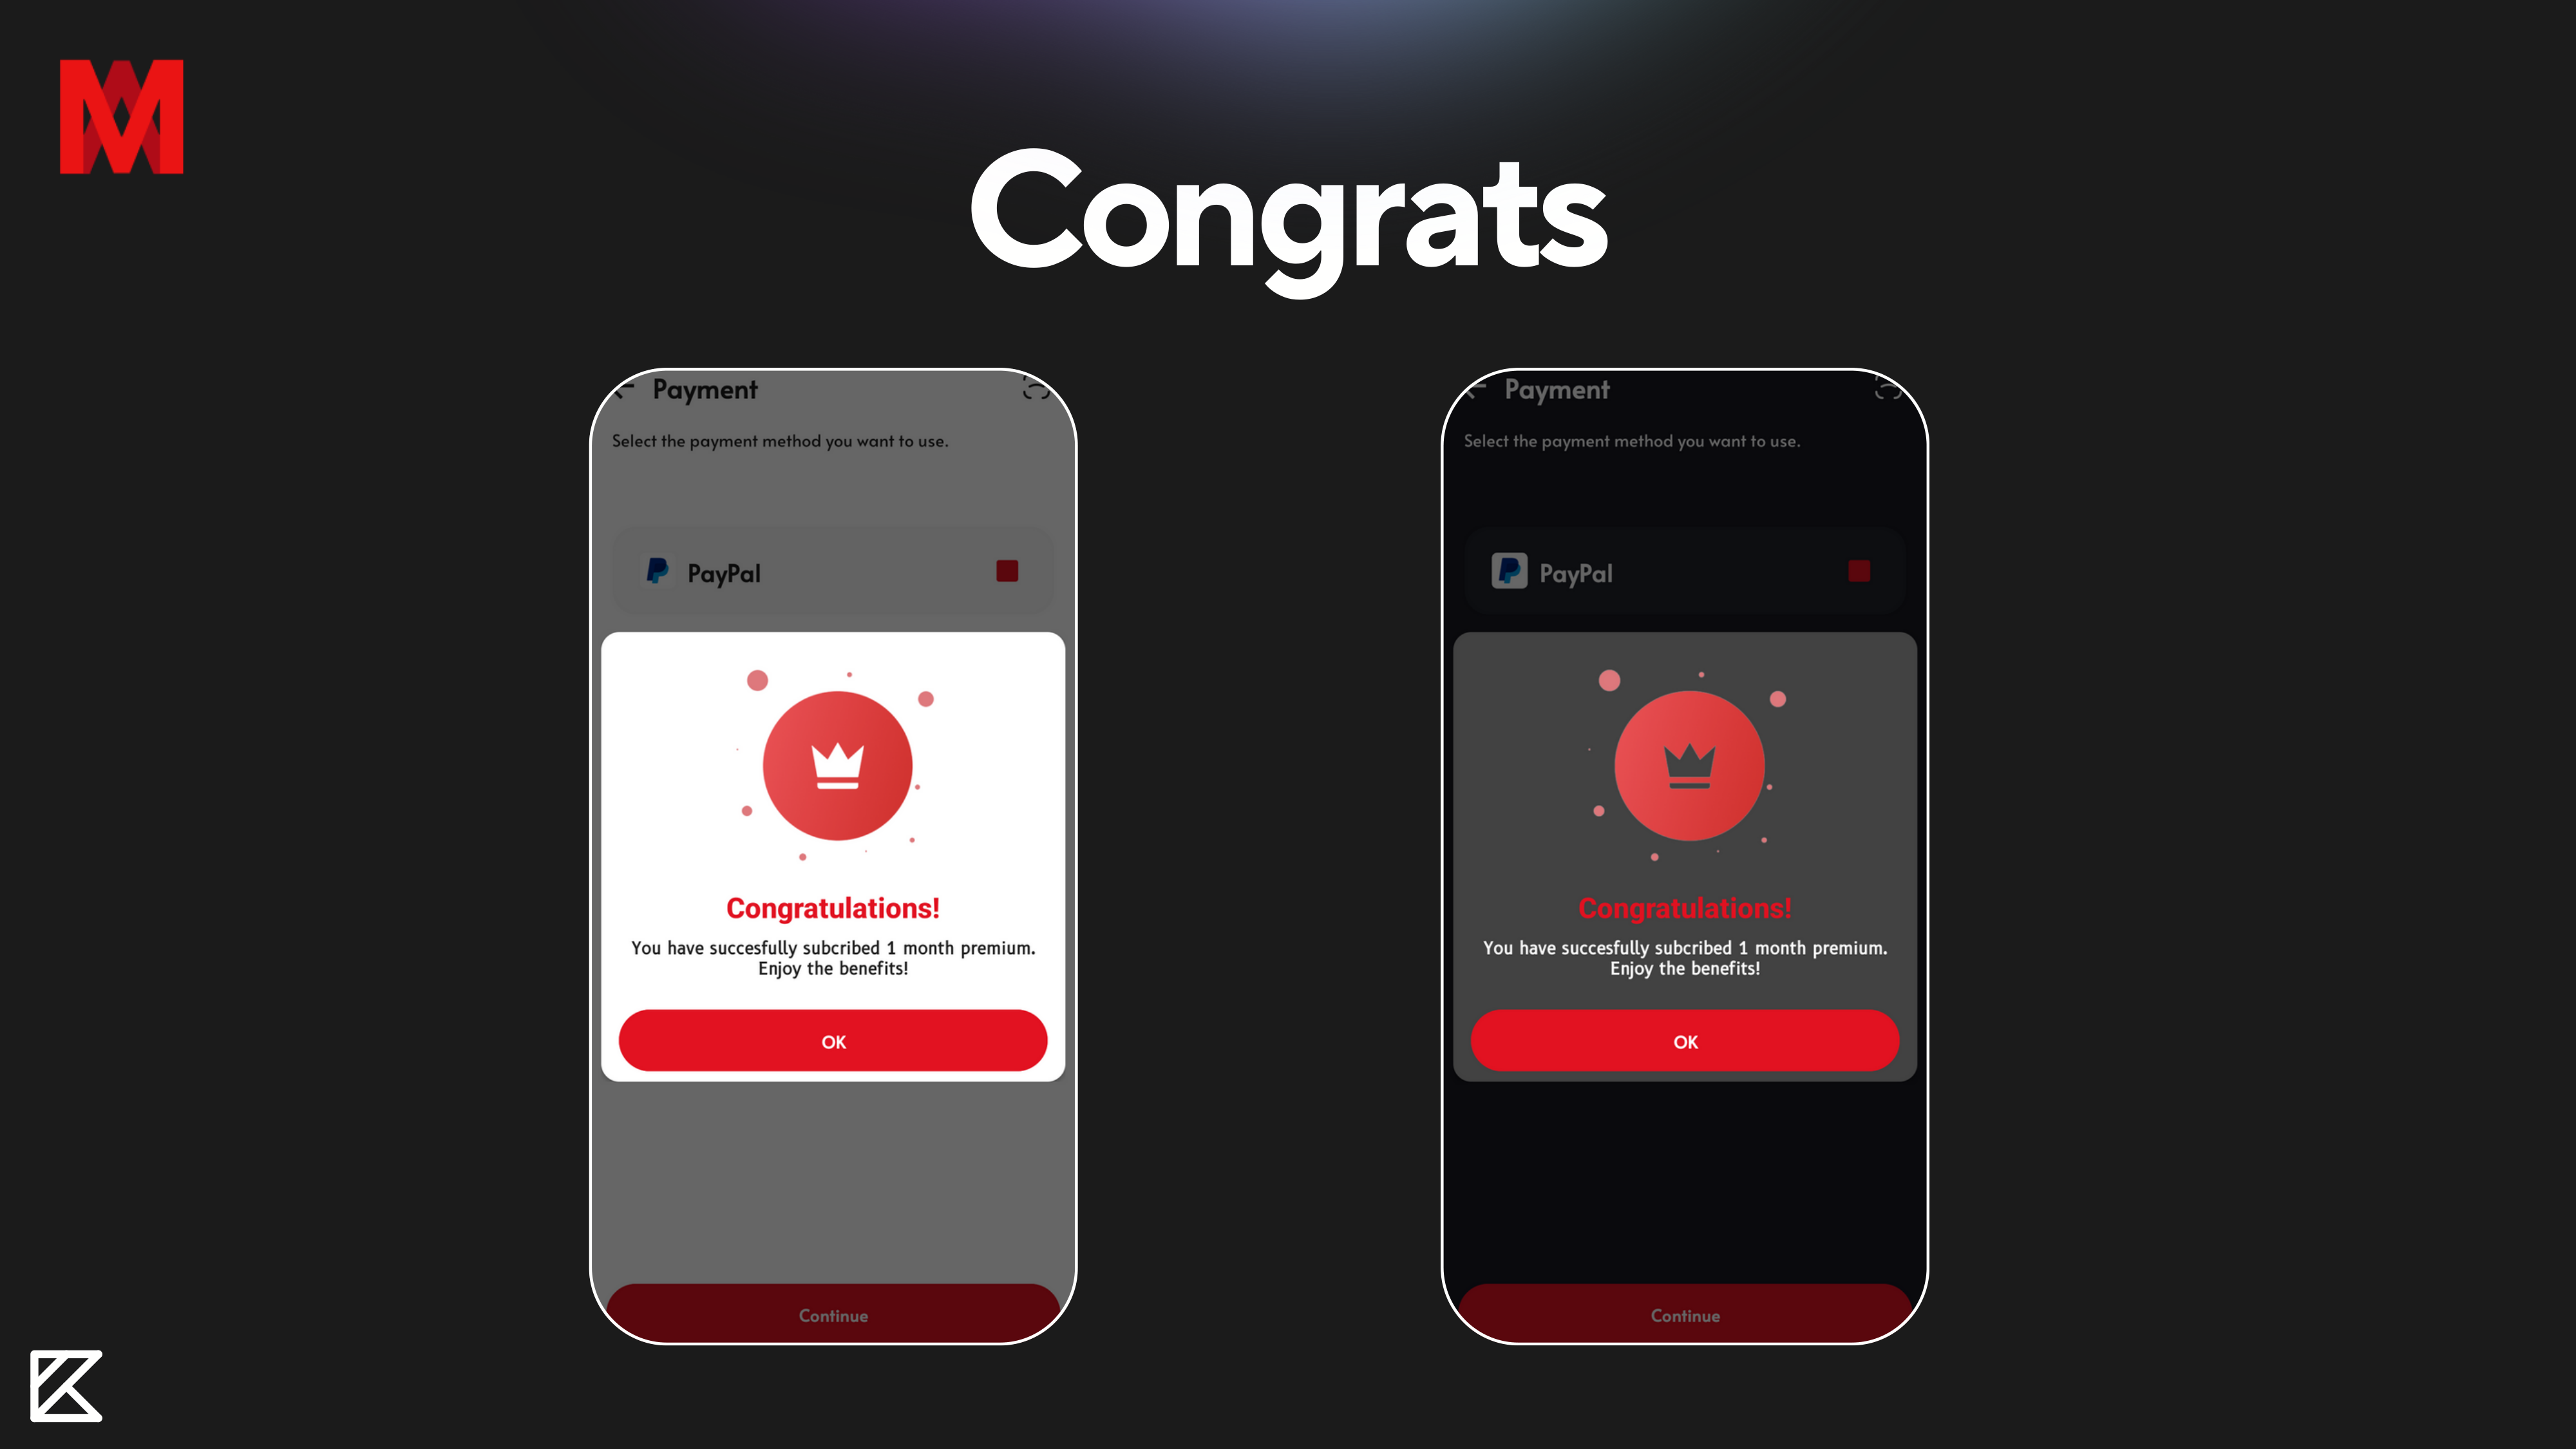 Congrats
Payment
Select the payment method you want to use.
PayPal
Congratulations!
You have succesfully subcribed 1 month premium.
Enjoy the benefits!
OK
Continue
Payment
Select the payment method you want to use.
PayPal
Congratulations!
You have succesfully subcribed 1 month premium.
Enjoy the benefits!
OK
Continue